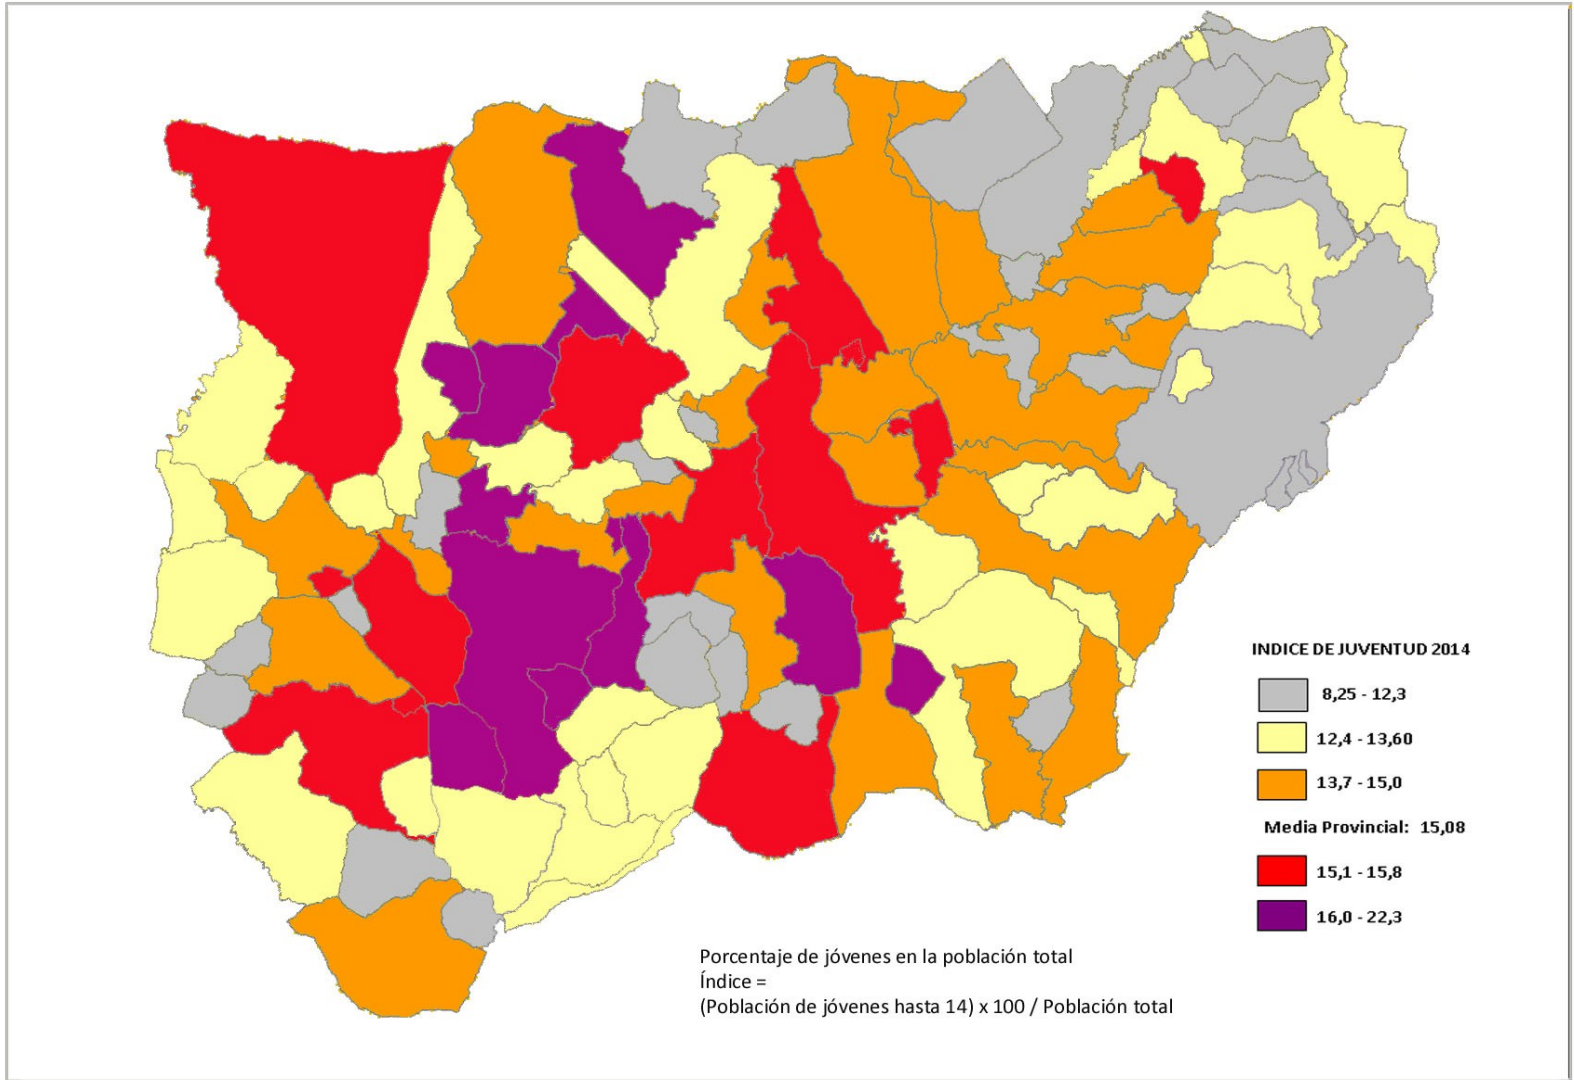 INDICE DE JUVENTUD 2014
8,25 - 12,3
12,4 - 13,60
13,7 - 15,0
Media Provincial: 15,08
15,1 - 15,8
16,0 - 22,3
Porcentaje de jóvenes en la población total
Índice =
(Población de jóvenes hasta 14) x 100 / Población total